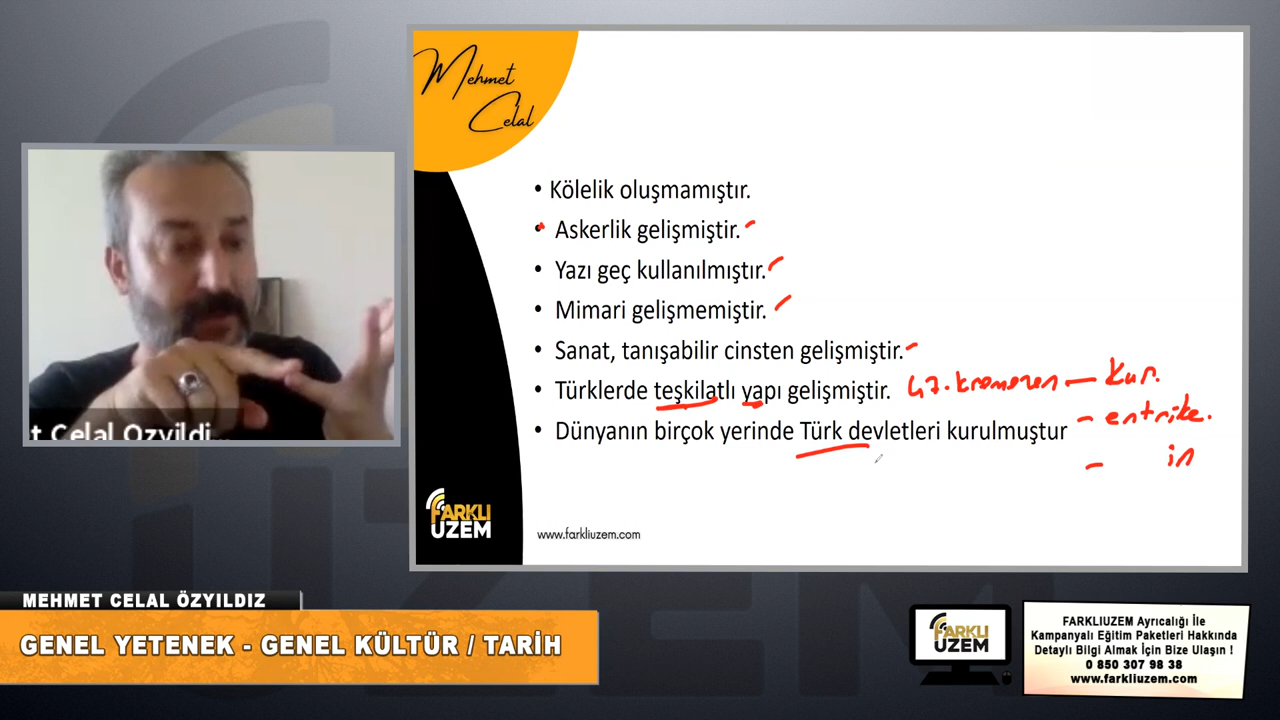 Mehmet
Celal
• Kölelik oluşmamıştır.
• Askerlik gelişmiştir.
• Yazı geç kullanılmıştır.
• Mimari gelişmemiştir.
• Sanat, tanışabilir cinsten gelişmiştir.
• Türklerde teşkilatlı yapı gelişmiştir.
• Dünyanın birçok yerinde Türk devletleri kurulmuştur
kur.
in
t Celal Ozyildi
FARKLI
UZEM
www.farkliuzem.com
MEHMET CELAL ÖZYILDIZ
GENEL YETENEK - GENEL KÜLTÜR / TARİH
FARKLI
UZEM
FARKLIUZEM Ayrıcalığı İle
Kampanyalı Eğitim Paketleri Hakkında
Detaylı Bilgi Almak İçin Bize Ulaşın !
0 850 307 98 38
www.farkliuzem.com